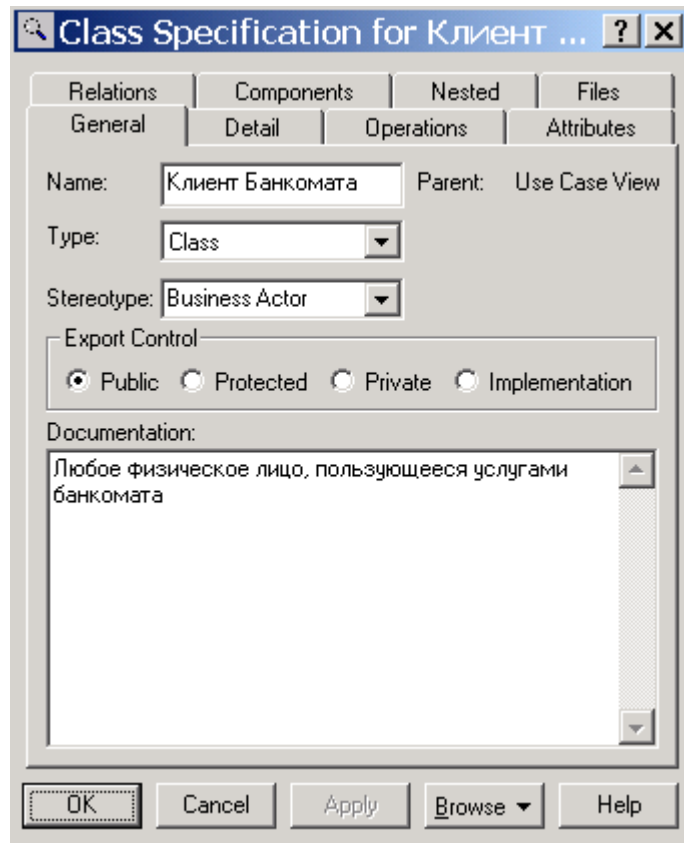 Class Specification for Клиент ...
Relations Components Nested Files
General Detail Operations Attributes
Name: Клиент Банкомата Parent: Use Case View
Type: Class
Stereotype: Business Actor
Export Control
Public Protected Private Implementation
Documentation:
Любое физическое лицо, пользующееся услугами
банкомата
OK Cancel Apply Browse Help